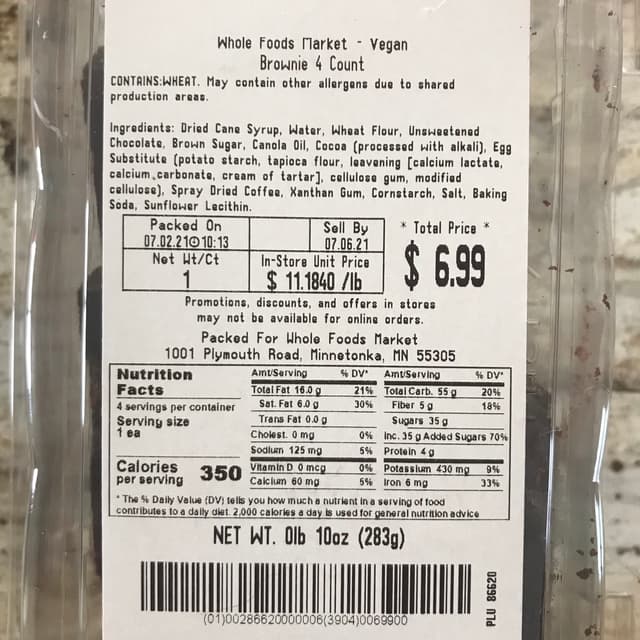 Whole Foods Market - Vegan
Brownie 4 Count
CONTAINS:WHEAT. May contain other allergens due to shared
production areas.
Ingredients: Dried Cane Syrup, Water, Wheat Flour, Unsweetened
Chocolate, Brown Sugar, Canola Oil, Cocoa (processed with alkali), Egg
Substitute (potato starch, tapioca flour, leavening [calcium lactate,
calcium carbonate, cream of tartar], cellulose gum, modified
cellulose), Spray Dried Coffee, Xanthan Gum, Cornstarch, Salt, Baking
Soda, Sunflower Lecithin.
Packed On Sell By * Total Price *
07.02.21@10:13 07.06.21
Net Wt/Ct In-Store Unit Price $ 6.99
1 $ 11.1840 /lb
Promotions, discounts, and offers in stores
may not be available for online orders.
Packed For Whole Foods Market
1001 Plymouth Road, Minnetonka, MN 55305
Nutrition
Facts
4 servings per container
Serving size
1 ea
Calories
per serving 350
Amt/Serving % DV* Amt/Serving % DV*
Total Fat 16.0 g 21% Total Carb. 55 g 20%
Sat. Fat 6.0 g 30% Fiber 5 g 18%
Trans Fat 0.0 g Sugars 35 g
Cholest. 0 mg 0% Inc. 35 g Added Sugars 70%
Sodium 125 mg 5% Protein 4 g
Vitamin D 0 mcg 0% Potassium 430 mg 9%
Calcium 60 mg 5% Iron 6 mg 33%
* The % Daily Value (DV) tells you how much a nutrient in a serving of food
contributes to a daily diet. 2,000 calories a day is used for general nutrition advice
NET WT. 0lb 10oz (283g)
(01)00286620000006(3904)0069900
PLU 86620